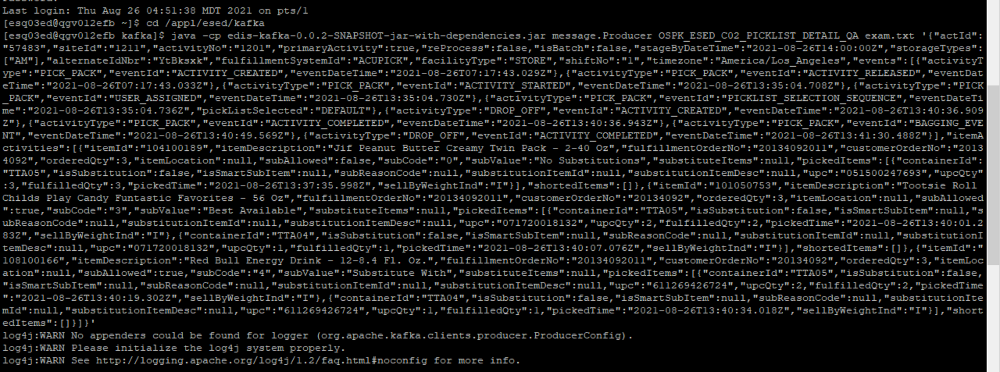 Last login: Thu Aug 26 04:51:38 MDT 2021 on pts/1
[esq03ed@qgv012efb ~]$ cd /appl/esed/kafka
[esq03ed@qgv012efb kafka]$ java -cp edis-kafka-0.0.2-SNAPSHOT-jar-with-dependencies.jar message.Producer OSPK_ESED_C02_PICKLIST_DETAIL_QA exam.txt '{"actId":
"57483","siteId":"1211","activityNo":"1201","primaryActivity":true,"reProcess":false,"isBatch":false,"stageByDateTime":"2021-08-26T14:00:00Z","storageTypes":
["AM"],"alternateIdNbr":"YtBksxk","fulfillmentSystemId":"ACUPICK","facilityType":"STORE","shiftNo":"1","timezone":"America/Los_Angeles","events":[{"activityT
ype":"PICK_PACK","eventId":"ACTIVITY_CREATED","eventDateTime":"2021-08-26T07:17:43.029Z"},{"activityType":"PICK_PACK","eventId":"ACTIVITY_RELEASED","eventDat
eTime":"2021-08-26T07:17:43.033Z"},{"activityType":"PICK_PACK","eventId":"ACTIVITY_STARTED","eventDateTime":"2021-08-26T13:35:04.708Z"},{"activityType":"PICK
_PACK","eventId":"USER_ASSIGNED","eventDateTime":"2021-08-26T13:35:04.730Z"},{"activityType":"PICK_PACK","eventId":"PICKLIST_SELECTION_SEQUENCE","eventDateTi
me":"2021-08-26T13:35:04.736Z","pickListSelected":"DEFAULT"},{"activityType":"DROP_OFF","eventId":"ACTIVITY_CREATED","eventDateTime":"2021-08-26T13:40:36.909
Z"},{"activityType":"PICK_PACK","eventId":"ACTIVITY_COMPLETED","eventDateTime":"2021-08-26T13:40:36.943Z"},{"activityType":"PICK_PACK","eventId":"BAGGING_EVE
NT","eventDateTime":"2021-08-26T13:40:49.569Z"},{"activityType":"DROP_OFF","eventId":"ACTIVITY_COMPLETED","eventDateTime":"2021-08-26T13:41:30.488Z"}],"itemA
ctivities":[{"itemId":"104100189","itemDescription":"Jif Peanut Butter Creamy Twin Pack - 2-40 Oz","fulfillmentOrderNo":"20134092011","customerOrderNo":"2013
4092","orderedQty":3,"itemLocation":null,"subAllowed":false,"subCode":"0","subValue":"No Substitutions","substituteItems":null,"pickedItems":[{"containerId":
"TTA05","isSubstitution":false,"isSmartSubItem":null,"subReasonCode":null,"substitutionItemId":null,"substitutionItemDesc":null,"upc":"051500247693","upcQty"
:3,"fulfilledQty":3,"pickedTime":"2021-08-26T13:37:35.998Z","sellByWeightInd":"I"}],"shortedItems":[]},{"itemId":"101050753","itemDescription":"Tootsie Roll
Childs Play Candy Funtastic Favorites - 56 Oz","fulfillmentOrderNo":"20134092011","customerOrderNo":"20134092","orderedQty":3,"itemLocation":null,"subAllowed
":true,"subCode":"3","subValue":"Best Available","substituteItems":null,"pickedItems":[{"containerId":"TTA05","isSubstitution":false,"isSmartSubItem":null,"s
ubReasonCode":null,"substitutionItemId":null,"substitutionItemDesc":null,"upc":"071720018132","upcQty":2,"fulfilledQty":2,"pickedTime":"2021-08-26T13:40:01.2
83Z","sellByWeightInd":"I"},{"containerId":"TTA04","isSubstitution":false,"isSmartSubItem":null,"subReasonCode":null,"substitutionItemId":null,"substitutionI
temDesc":null,"upc":"071720018132","upcQty":1,"fulfilledQty":1,"pickedTime":"2021-08-26T13:40:07.076Z","sellByWeightInd":"I"}],"shortedItems":[]},{"itemId":"
108100166","itemDescription":"Red Bull Energy Drink - 12-8.4 Fl. Oz.","fulfillmentOrderNo":"20134092011","customerOrderNo":"20134092","orderedQty":3,"itemLoc
ation":null,"subAllowed":true,"subCode":"4","subValue":"Substitute With","substituteItems":null,"pickedItems":[{"containerId":"TTA05","isSubstitution":false,
"isSmartSubItem":null,"subReasonCode":null,"substitutionItemId":null,"substitutionItemDesc":null,"upc":"611269426724","upcQty":2,"fulfilledQty":2,"pickedTime
":"2021-08-26T13:40:19.302Z","sellByWeightInd":"I"},{"containerId":"TTA04","isSubstitution":false,"isSmartSubItem":null,"subReasonCode":null,"substitutionIte
mId":null,"substitutionItemDesc":null,"upc":"611269426724","upcQty":1,"fulfilledQty":1,"pickedTime":"2021-08-26T13:40:34.018Z","sellByWeightInd":"I"}],"short
edItems":[]}]}'
log4j:WARN No appenders could be found for logger (org.apache.kafka.clients.producer.ProducerConfig).
log4j:WARN Please initialize the log4j system properly.
log4j:WARN See http://logging.apache.org/log4j/1.2/faq.html#noconfig for more info.